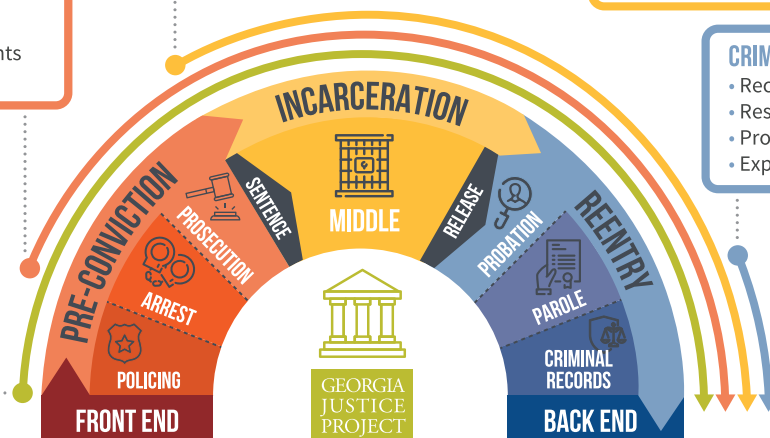 nts
CRIM
• Rec
• Res
• Pro
• Exp
INCARCERATION
PRE-CONVICTION
REENTRY
SENTENCE
MIDDLE
RELEASE
PROSECUTION
PROBATION
ARREST
PAROLE
POLICING
CRIMINAL
RECORDS
FRONT END
BACK END
GEORGIA
JUSTICE
PROJECT